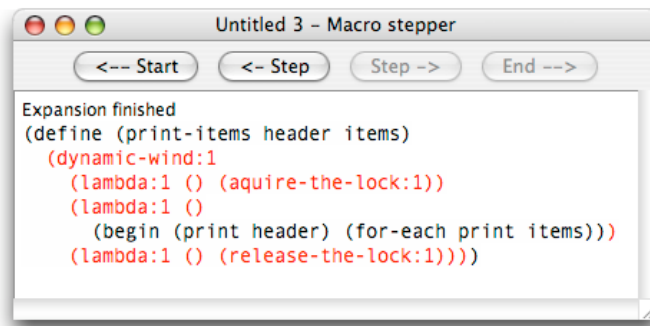 Untitled 3 – Macro stepper
<-- Start <- Step Step -> End -->
Expansion finished
(define (print-items header items)
(dynamic-wind:1
(lambda:1 () (aquire-the-lock:1))
(lambda:1 ()
(begin (print header) (for-each print items)))
(lambda:1 () (release-the-lock:1))))